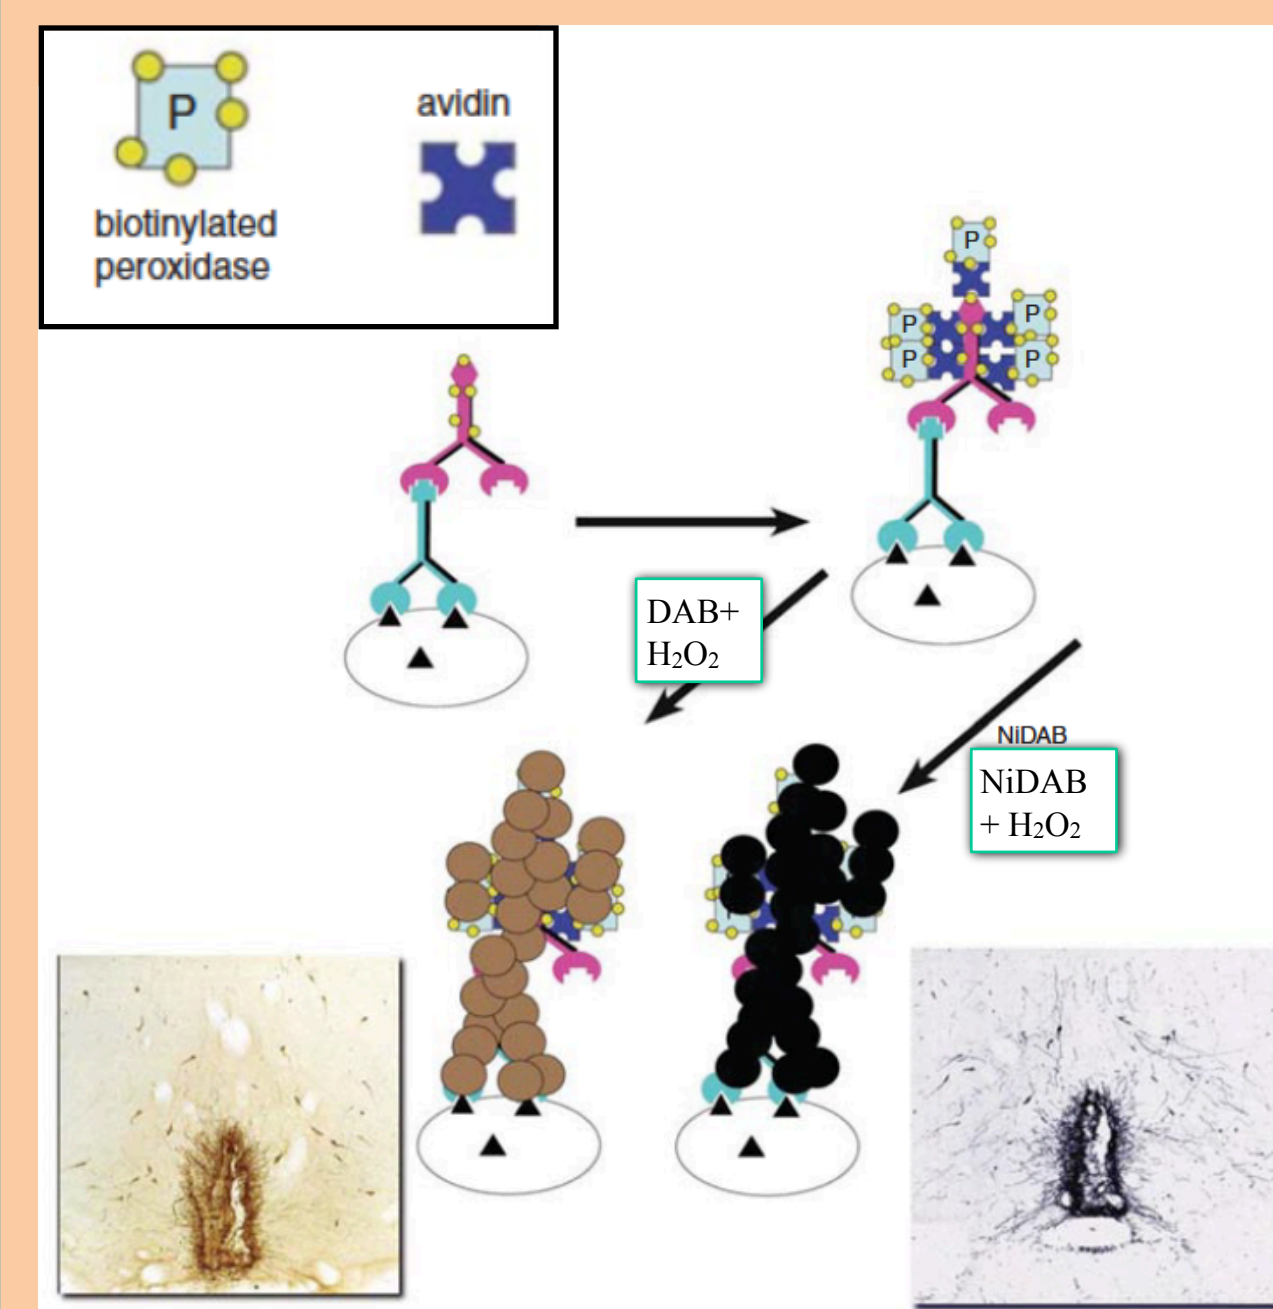 P
avidin
biotinylated
peroxidase
P
P
P
P
P
DAB+
H₂O₂
NiDAB
NiDAB
+ H₂O₂